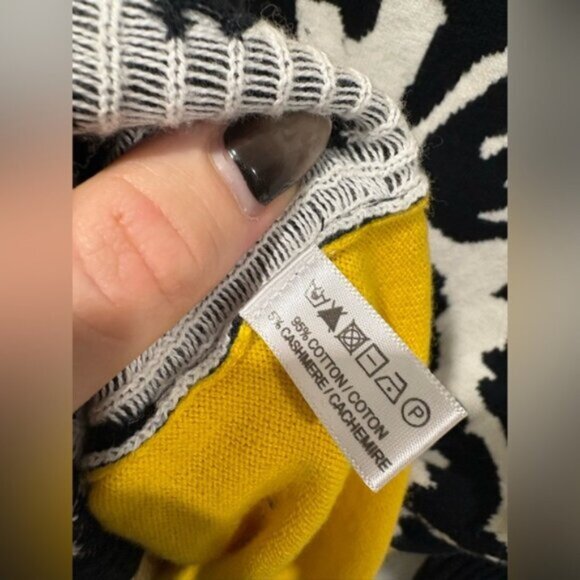 P
95% COTTON / COTON
5% CASHMERE / CACHEMIRE